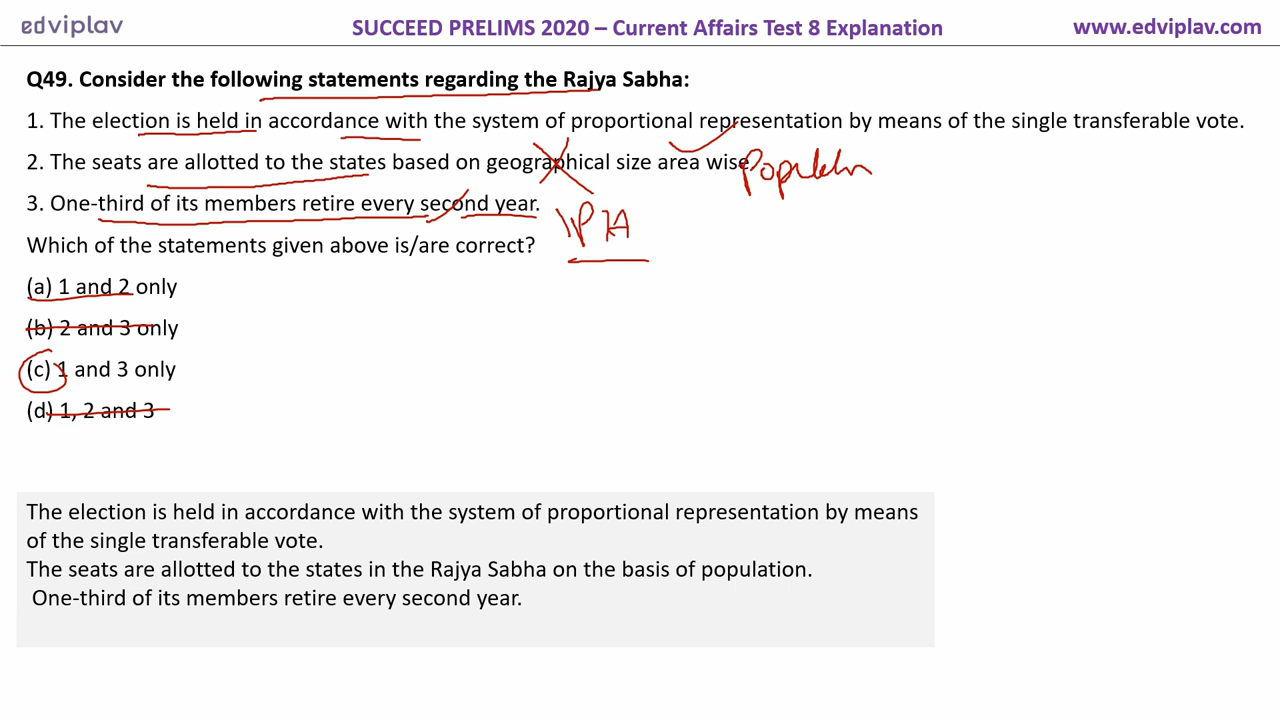 edviplav
SUCCEED PRELIMS 2020 – Current Affairs Test 8 Explanation
www.edviplav.com
Q49. Consider the following statements regarding the Rajya Sabha:
1. The election is held in accordance with the system of proportional representation by means of the single transferable vote.
2. The seats are allotted to the states based on geographical size area wise
3. One-third of its members retire every second year.
Which of the statements given above is/are correct?
(a) 1 and 2 only
(b) 2 and 3 only
(c) 1 and 3 only
(d) 1, 2 and 3
The election is held in accordance with the system of proportional representation by means
of the single transferable vote.
The seats are allotted to the states in the Rajya Sabha on the basis of population.
One-third of its members retire every second year.